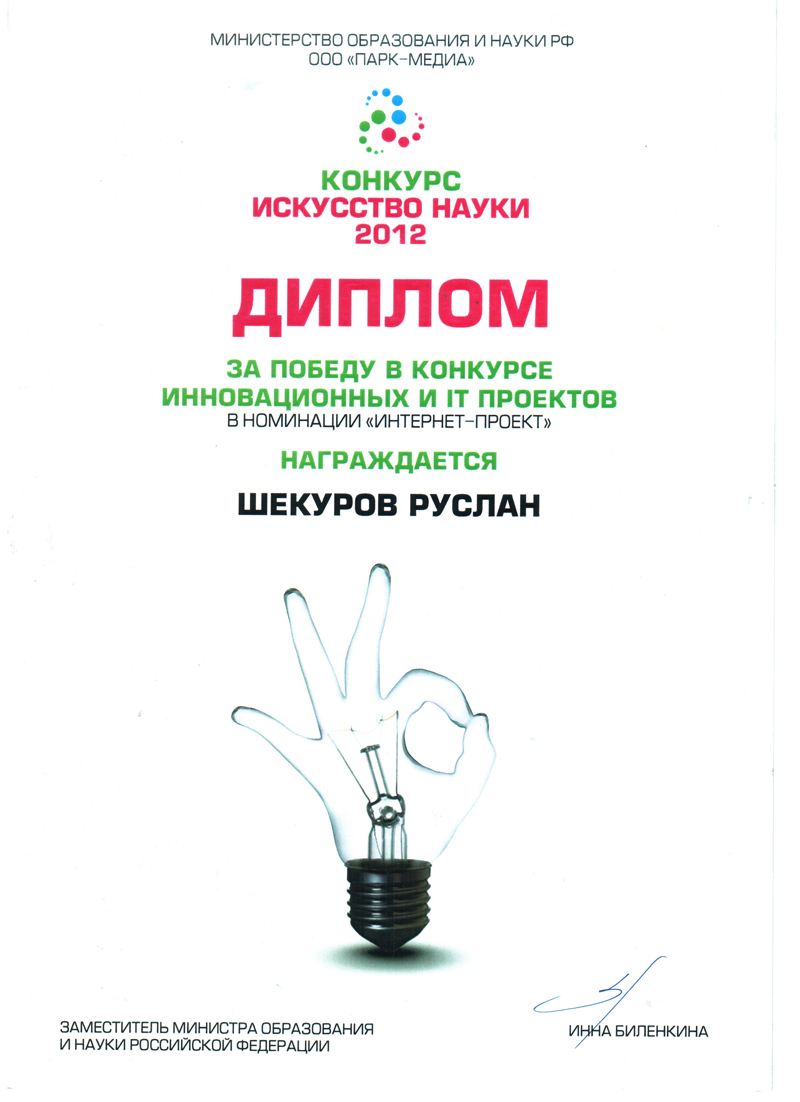 МИНИСТЕРСТВО ОБРАЗОВАНИЯ И НАУКИ РФ
ООО «ПАРК-МЕДИА»
КОНКУРС
ИСКУССТВО НАУКИ
2012
ДИПЛОМ
ЗА ПОБЕДУ В КОНКУРСЕ
ИННОВАЦИОННЫХ И IT ПРОЕКТОВ
В НОМИНАЦИИ «ИНТЕРНЕТ-ПРОЕКТ»
НАГРАЖДАЕТСЯ
ШЕКУРОВ РУСЛАН
ЗАМЕСТИТЕЛЬ МИНИСТРА ОБРАЗОВАНИЯ
И НАУКИ РОССИЙСКОЙ ФЕДЕРАЦИИ
ИННА БИЛЕНКИНА